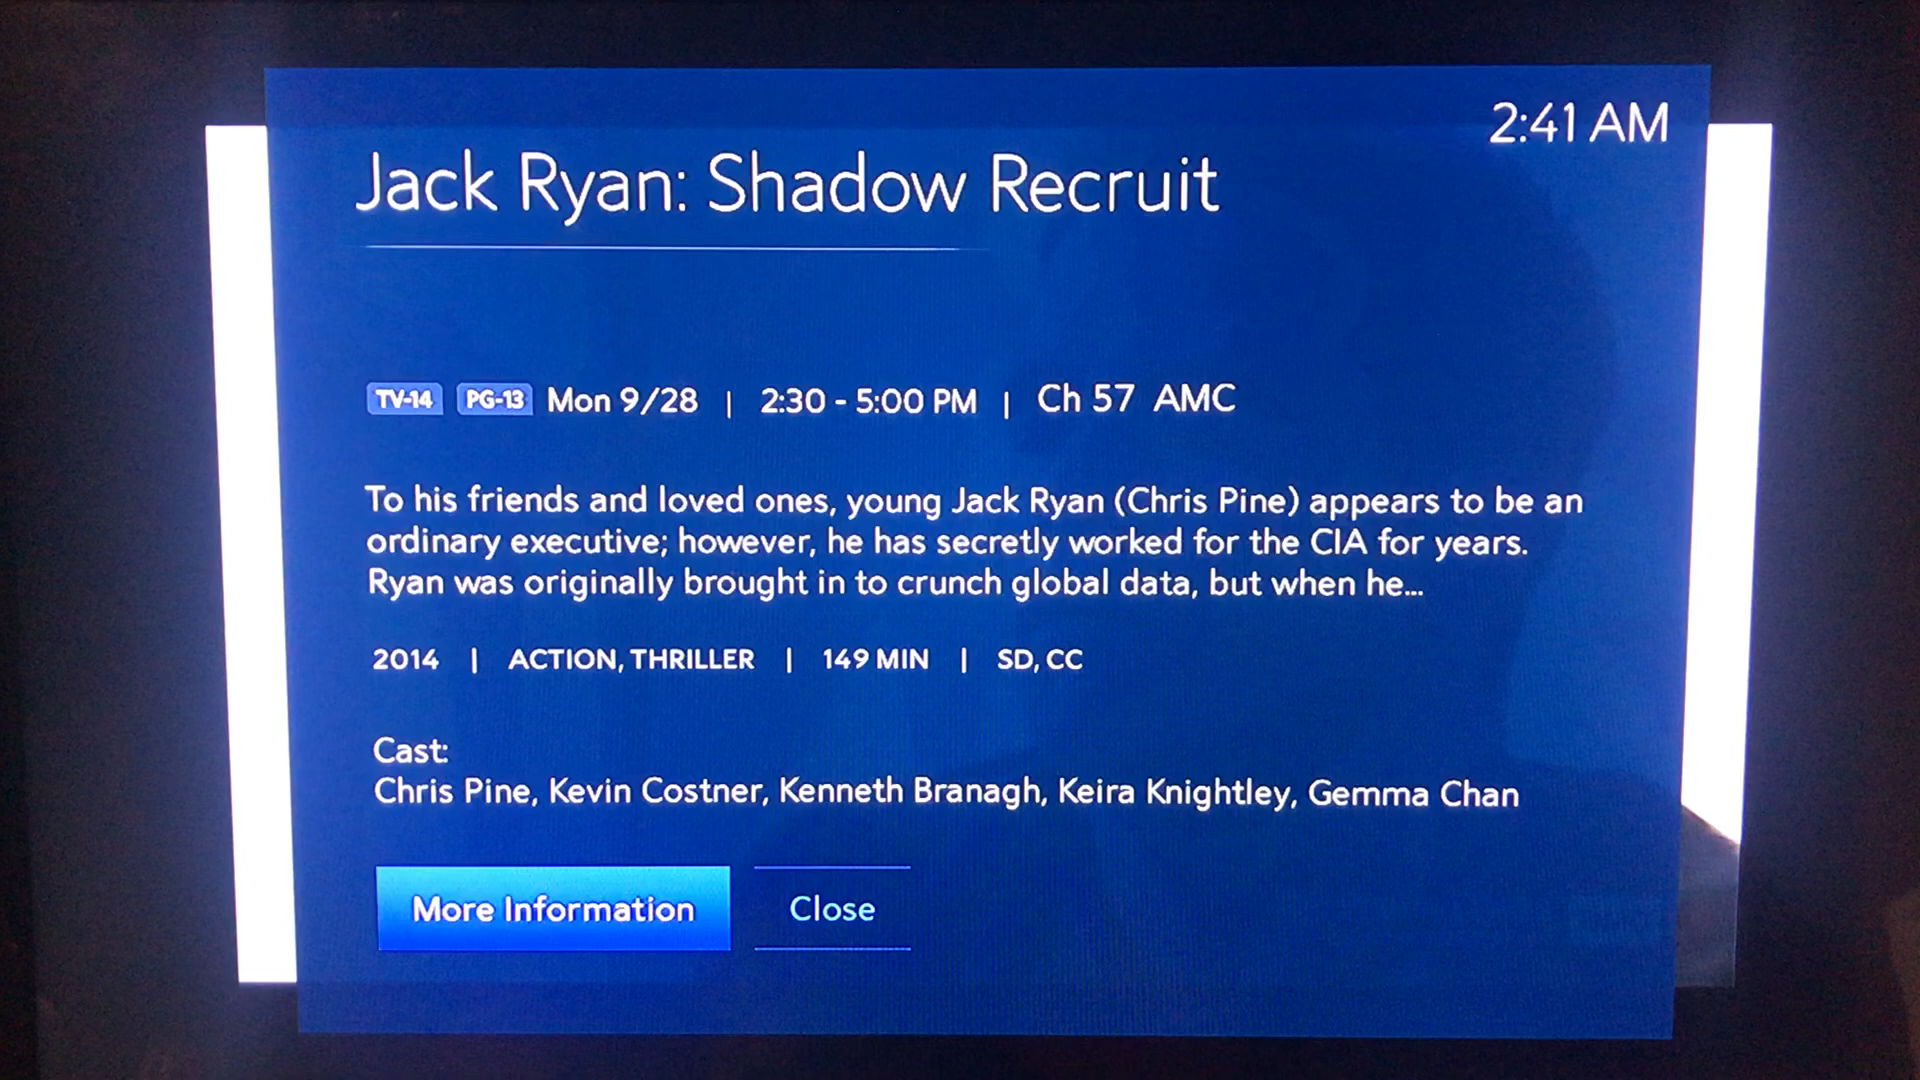 2:41 AM
Jack Ryan: Shadow Recruit
TV-14 PG-13 Mon 9/28 | 2:30 - 5:00 PM | Ch 57 AMC
To his friends and loved ones, young Jack Ryan (Chris Pine) appears to be an
ordinary executive; however, he has secretly worked for the CIA for years.
Ryan was originally brought in to crunch global data, but when he...
2014 | ACTION, THRILLER | 149 MIN | SD, CC
Cast:
Chris Pine, Kevin Costner, Kenneth Branagh, Keira Knightley, Gemma Chan
More Information Close